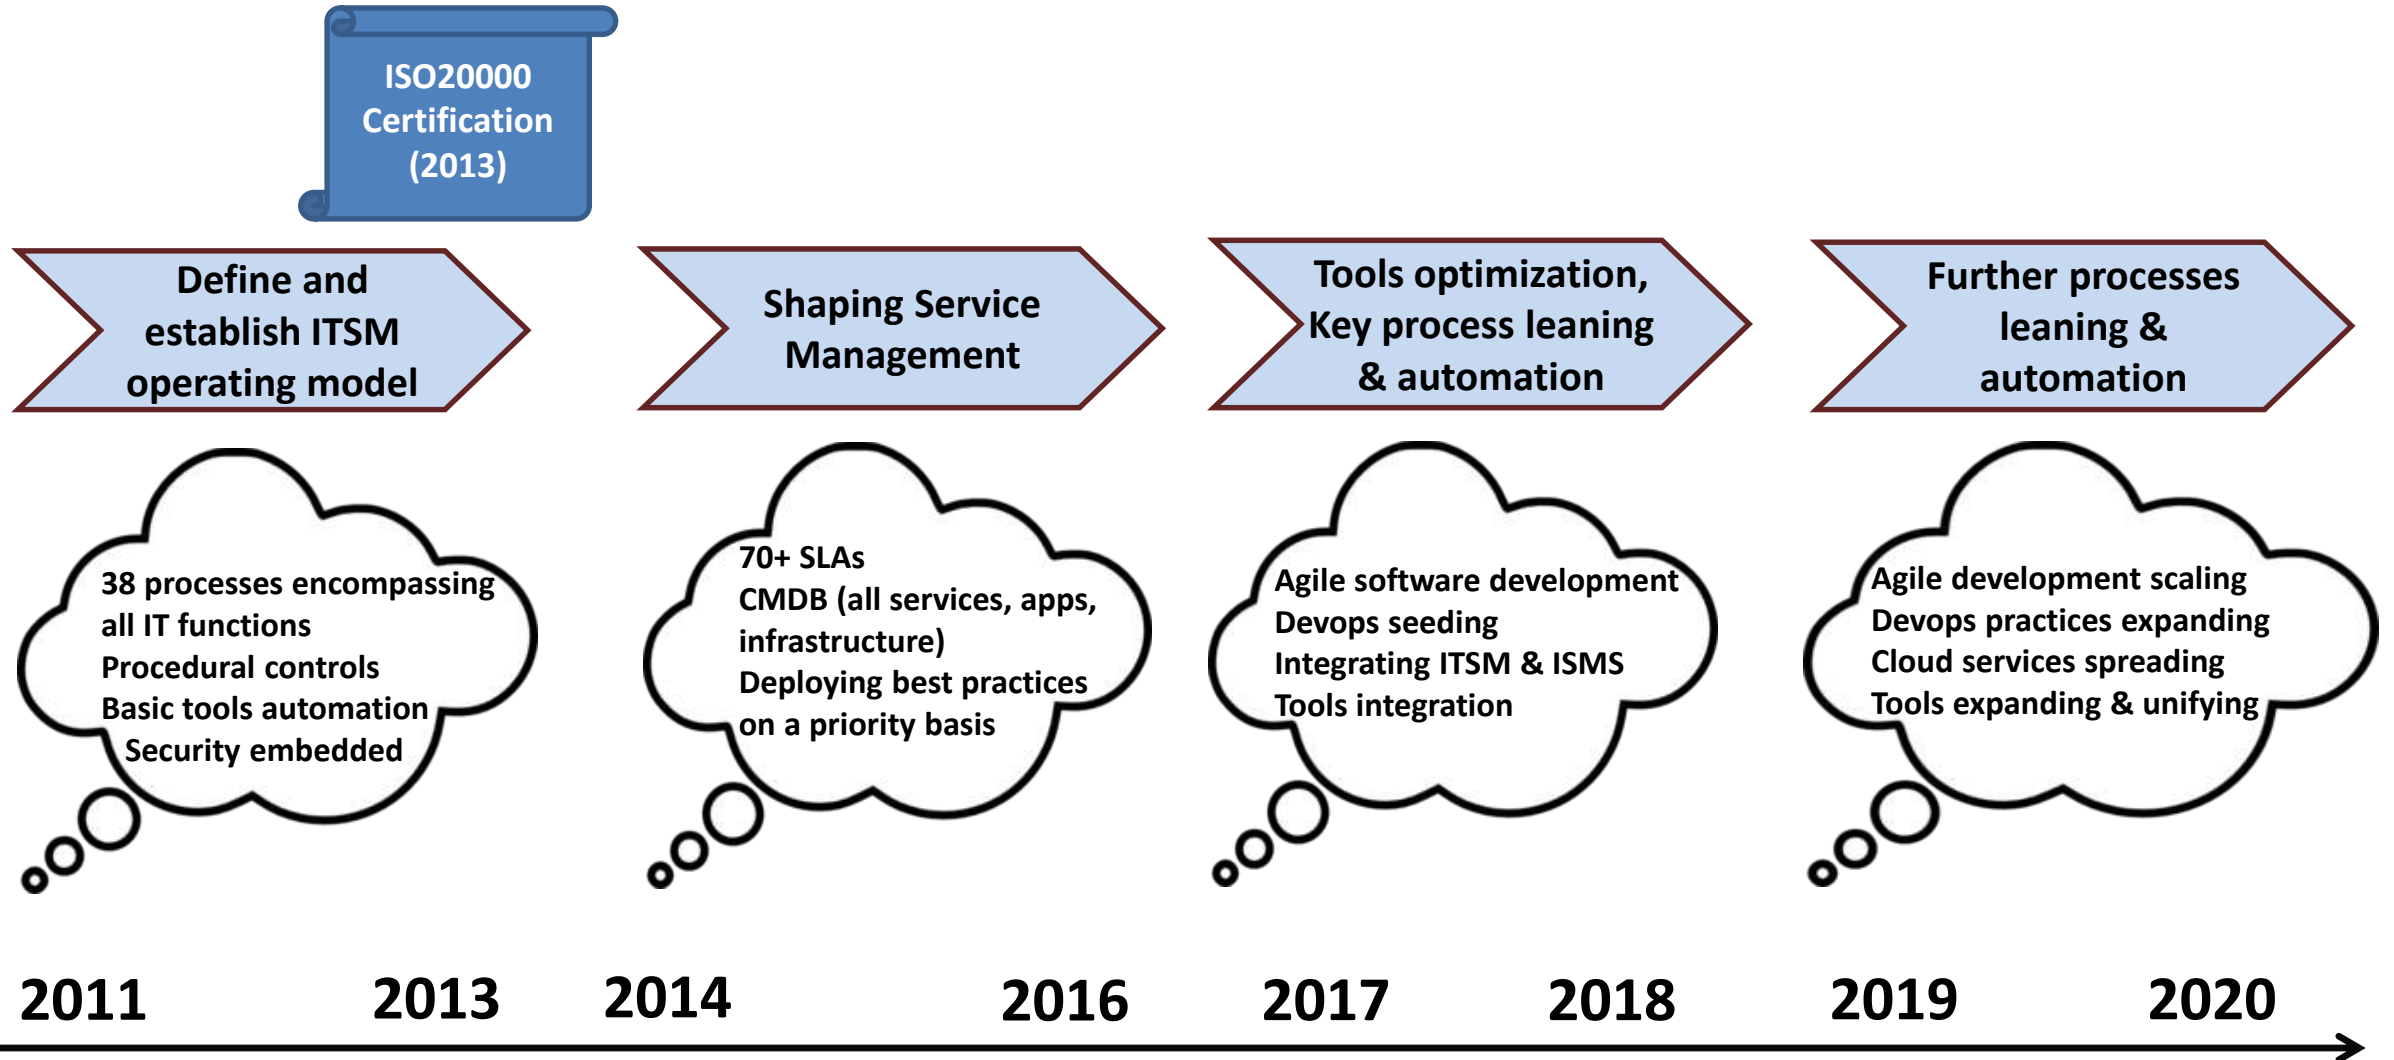 ISO20000
Certification
(2013)
Define and
establish ITSM
operating model
Shaping Service
Management
Tools optimization,
Key process leaning
& automation
Further processes
leaning &
automation
38 processes encompassing
all IT functions
Procedural controls
Basic tools automation
Security embedded
70+ SLAs
CMDB (all services, apps,
infrastructure)
Deploying best practices
on a priority basis
Agile software development
Devops seeding
Integrating ITSM & ISMS
Tools integration
Agile development scaling
Devops practices expanding
Cloud services spreading
Tools expanding & unifying
2011 2013 2014 2016 2017 2018 2019 2020